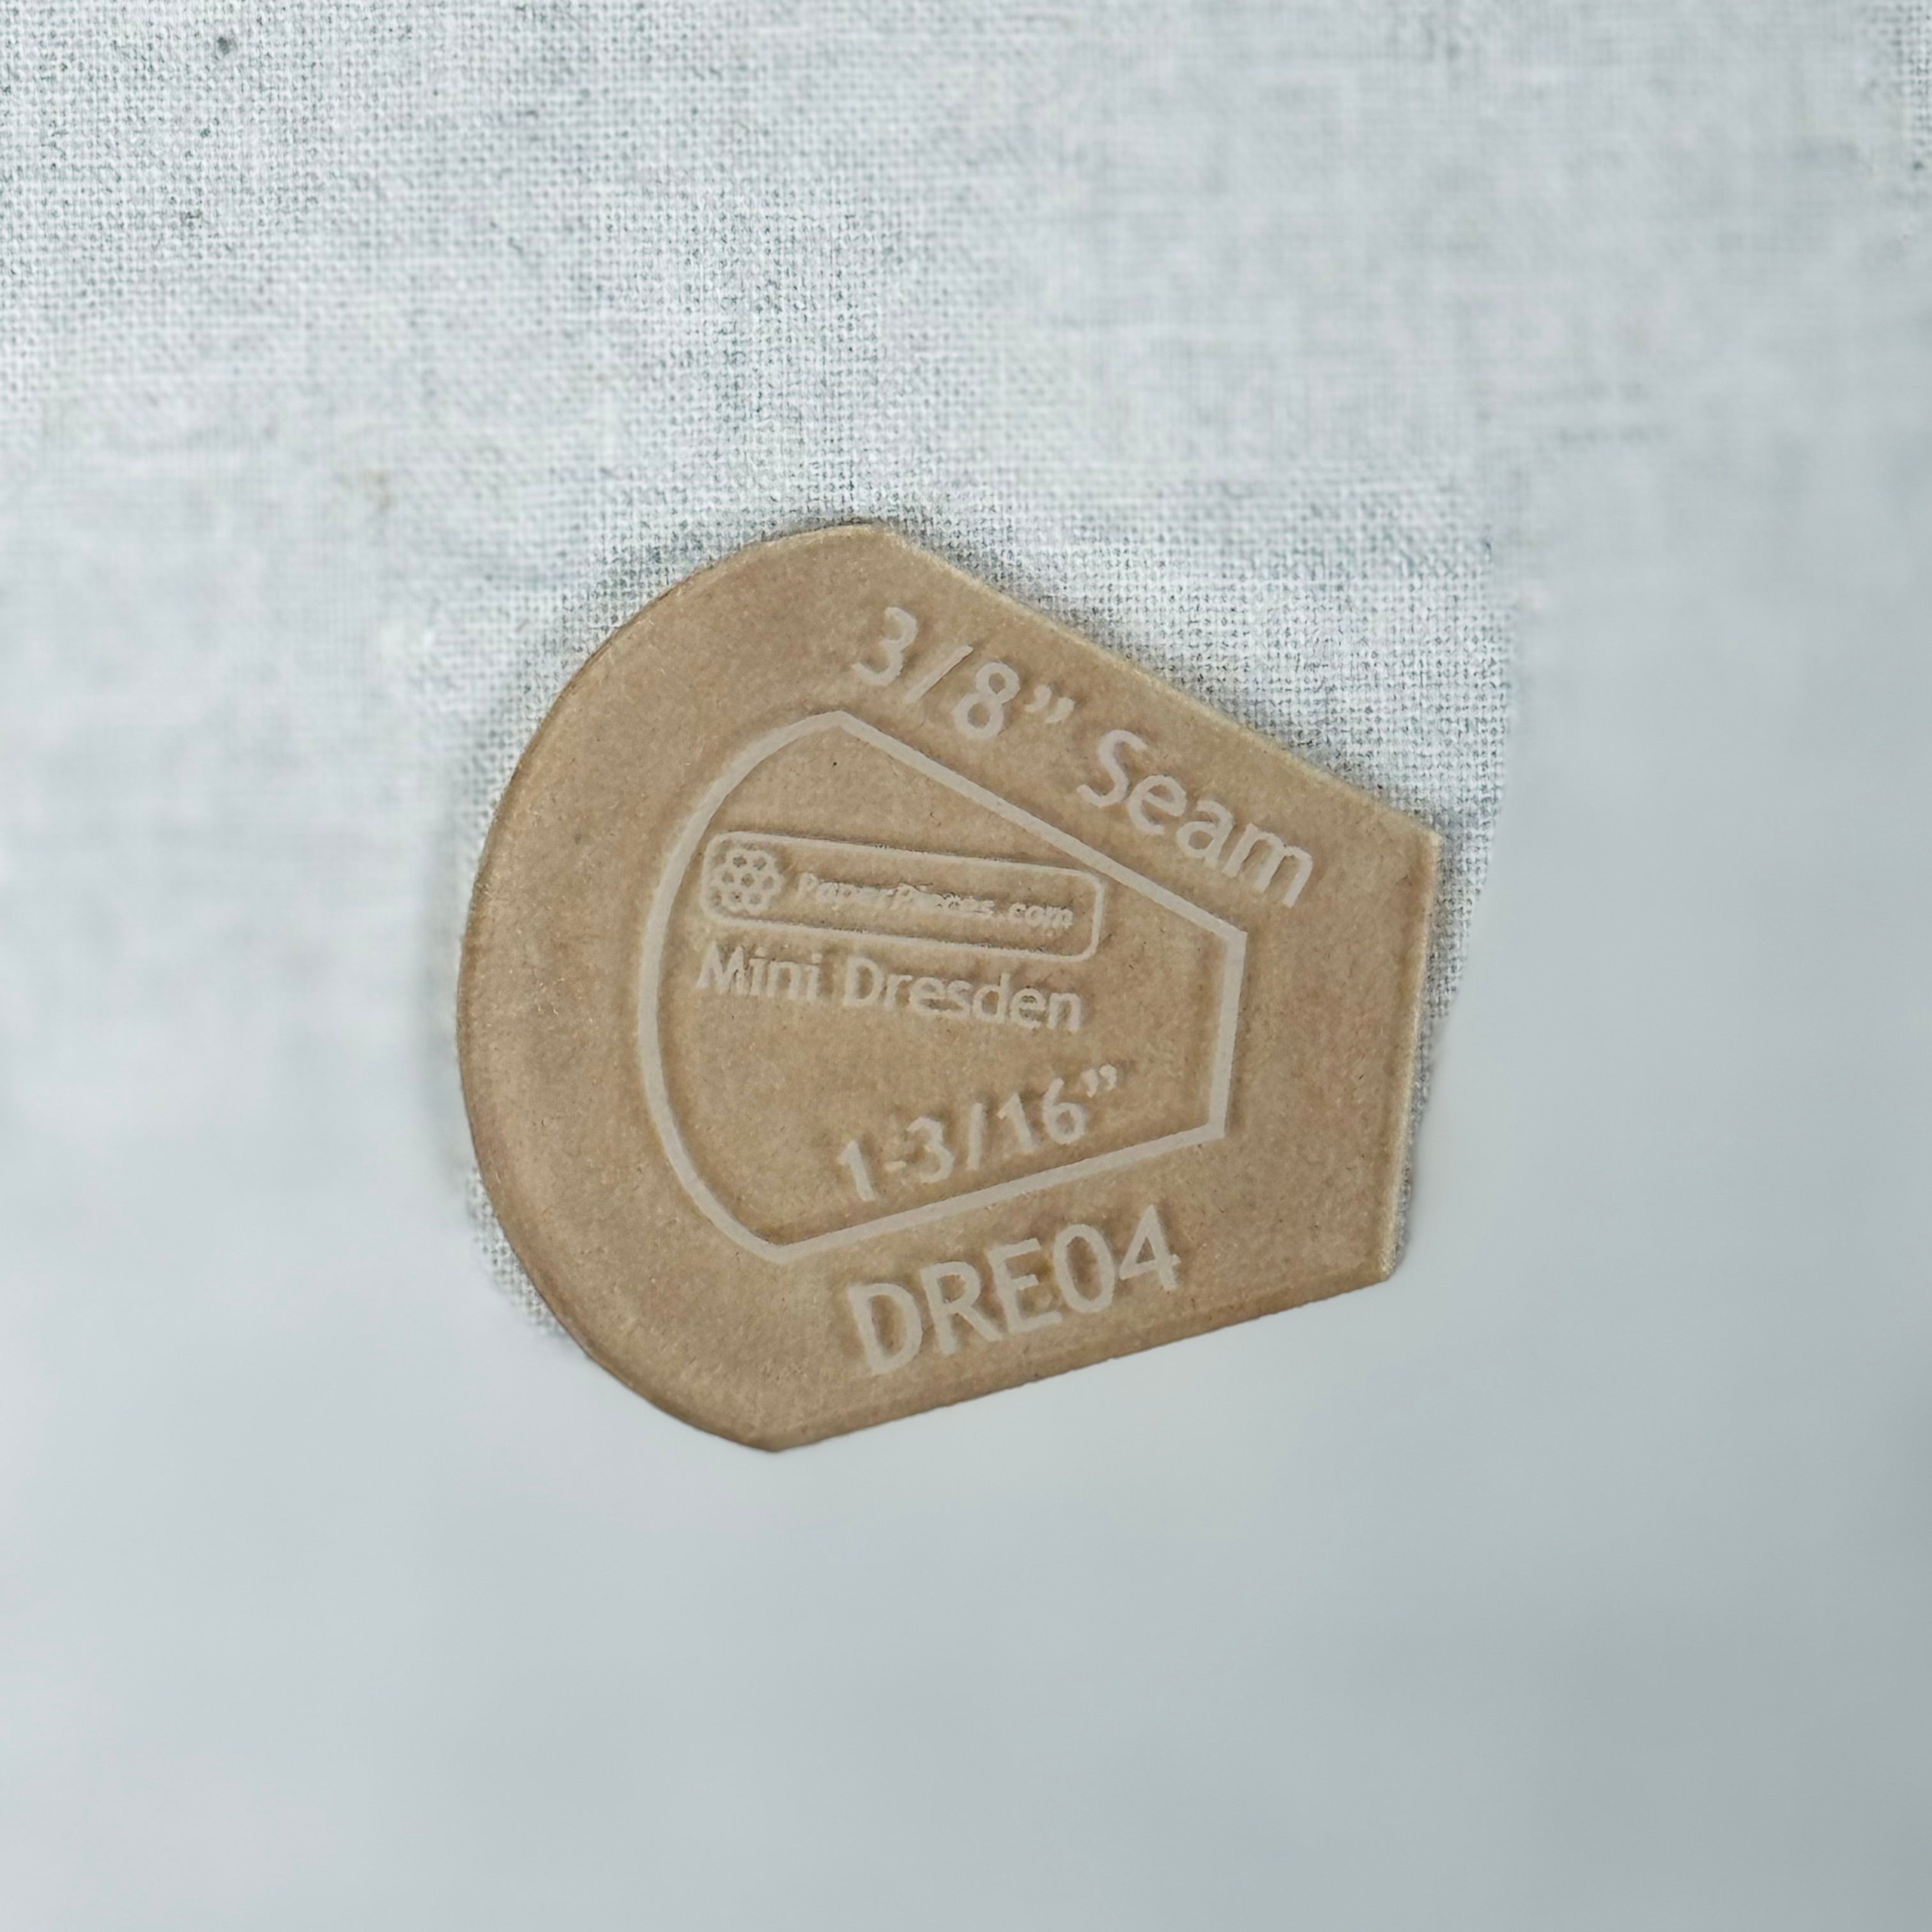 3/8” Seam
PaperPieces.com
Mini Dresden
1-3/16”
DRE04